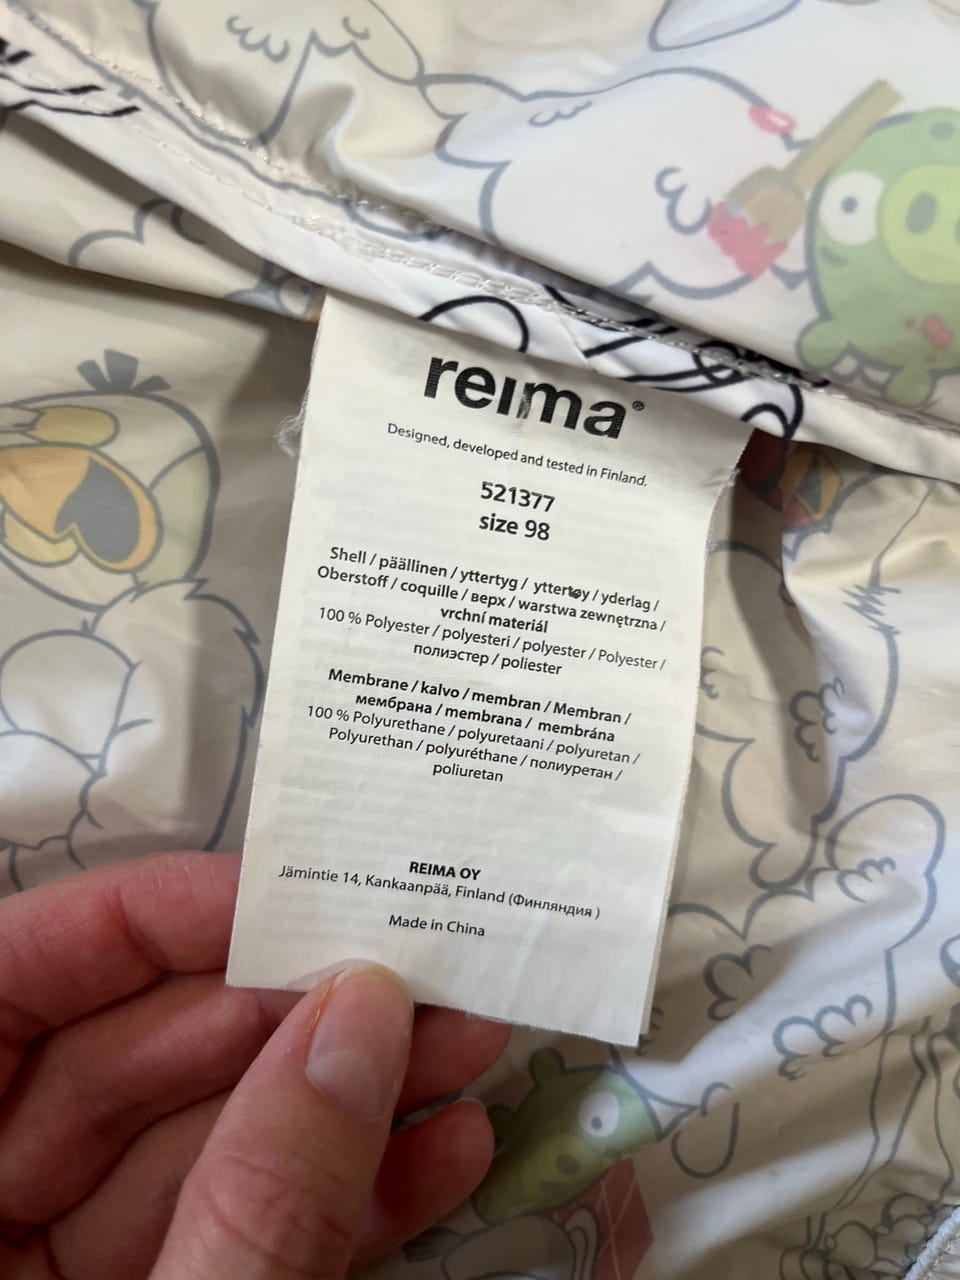 reima®
Designed, developed and tested in Finland.
521377
size 98
Shell / päällinen / yttertyg / yttertøy / yderlag /
Oberstoff / coquille / верх / warstwa zewnętrzna /
vrchní materiál
100 % Polyester / polyesteri / polyester / Polyester /
полиэстер / poliester
Membrane / kalvo / membran / Membran /
мембрана / membrana / membrána
100 % Polyurethane / polyuretaani / polyuretan /
Polyurethan / polyuréthane / полиуретан /
poliuretan
REIMA OY
Jämintie 14, Kankaanpää, Finland (Финляндия )
Made in China